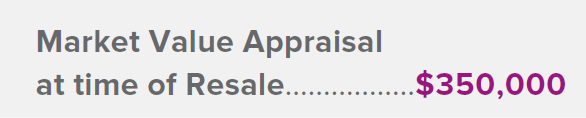 Market Value Appraisal
at time of Resale.................$350,000